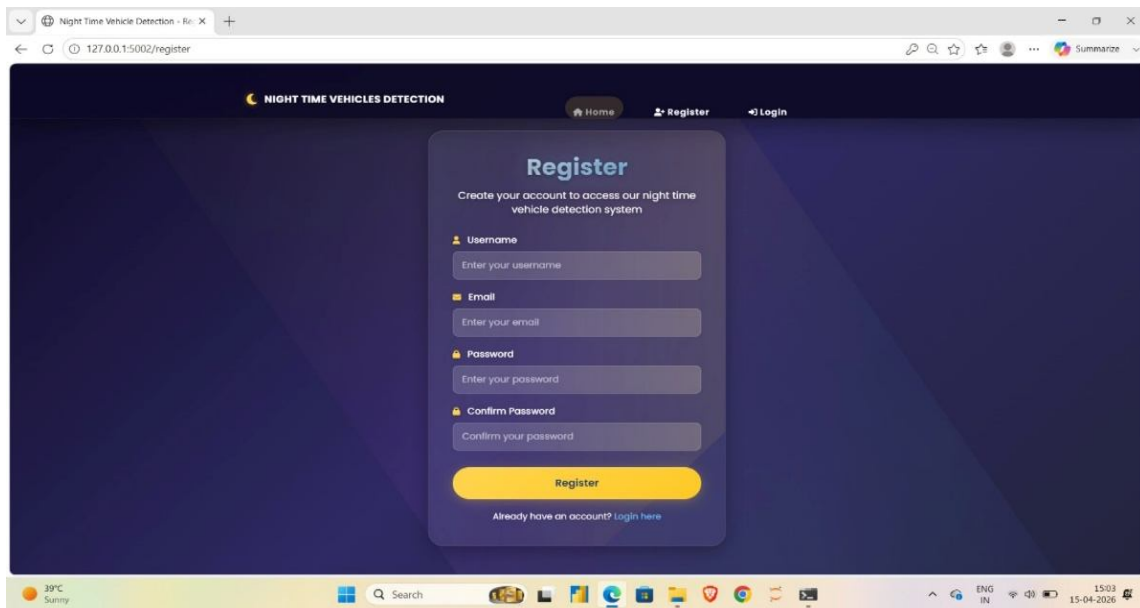 Night Time Vehicle Detection - Re
127.0.0.1:5002/register
Summarize
NIGHT TIME VEHICLES DETECTION
Home
Register
Login
Register
Create your account to access our night time
vehicle detection system
Username
Enter your username
Email
Enter your email
Password
Enter your password
Confirm Password
Confirm your password
Register
Already have an account? Login here
39°C
Sunny
Search
ENG
IN
15:03
15-04-2026